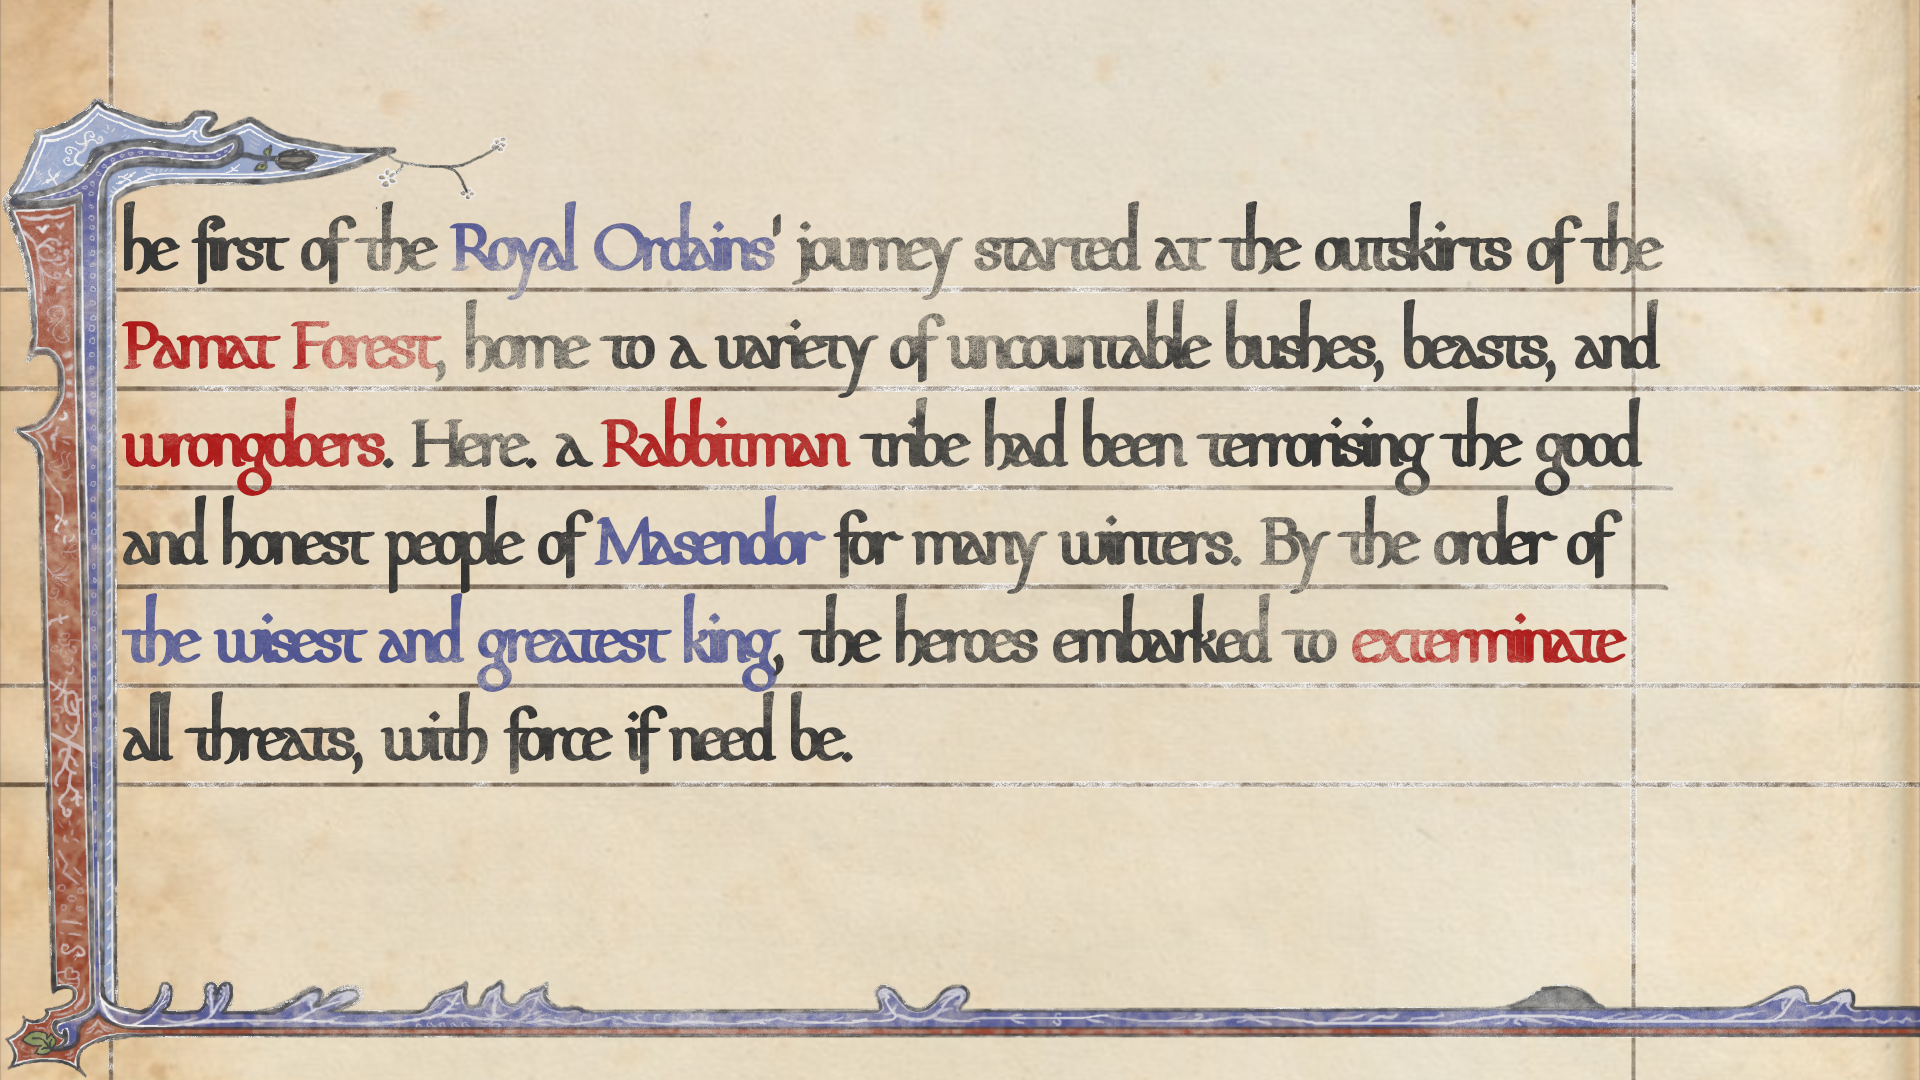 The first of the Royal Ordains' journey started at the outskirts of the
Pamat Forest, home to a variety of uncountable bushes, beasts, and
wrongdoers. Here. a Rabbitman tribe had been terrorising the good
and honest people of Masendor for many winters. By the order of
the wisest and greatest king, the heroes embarked to exterminate
all threats, with force if need be.